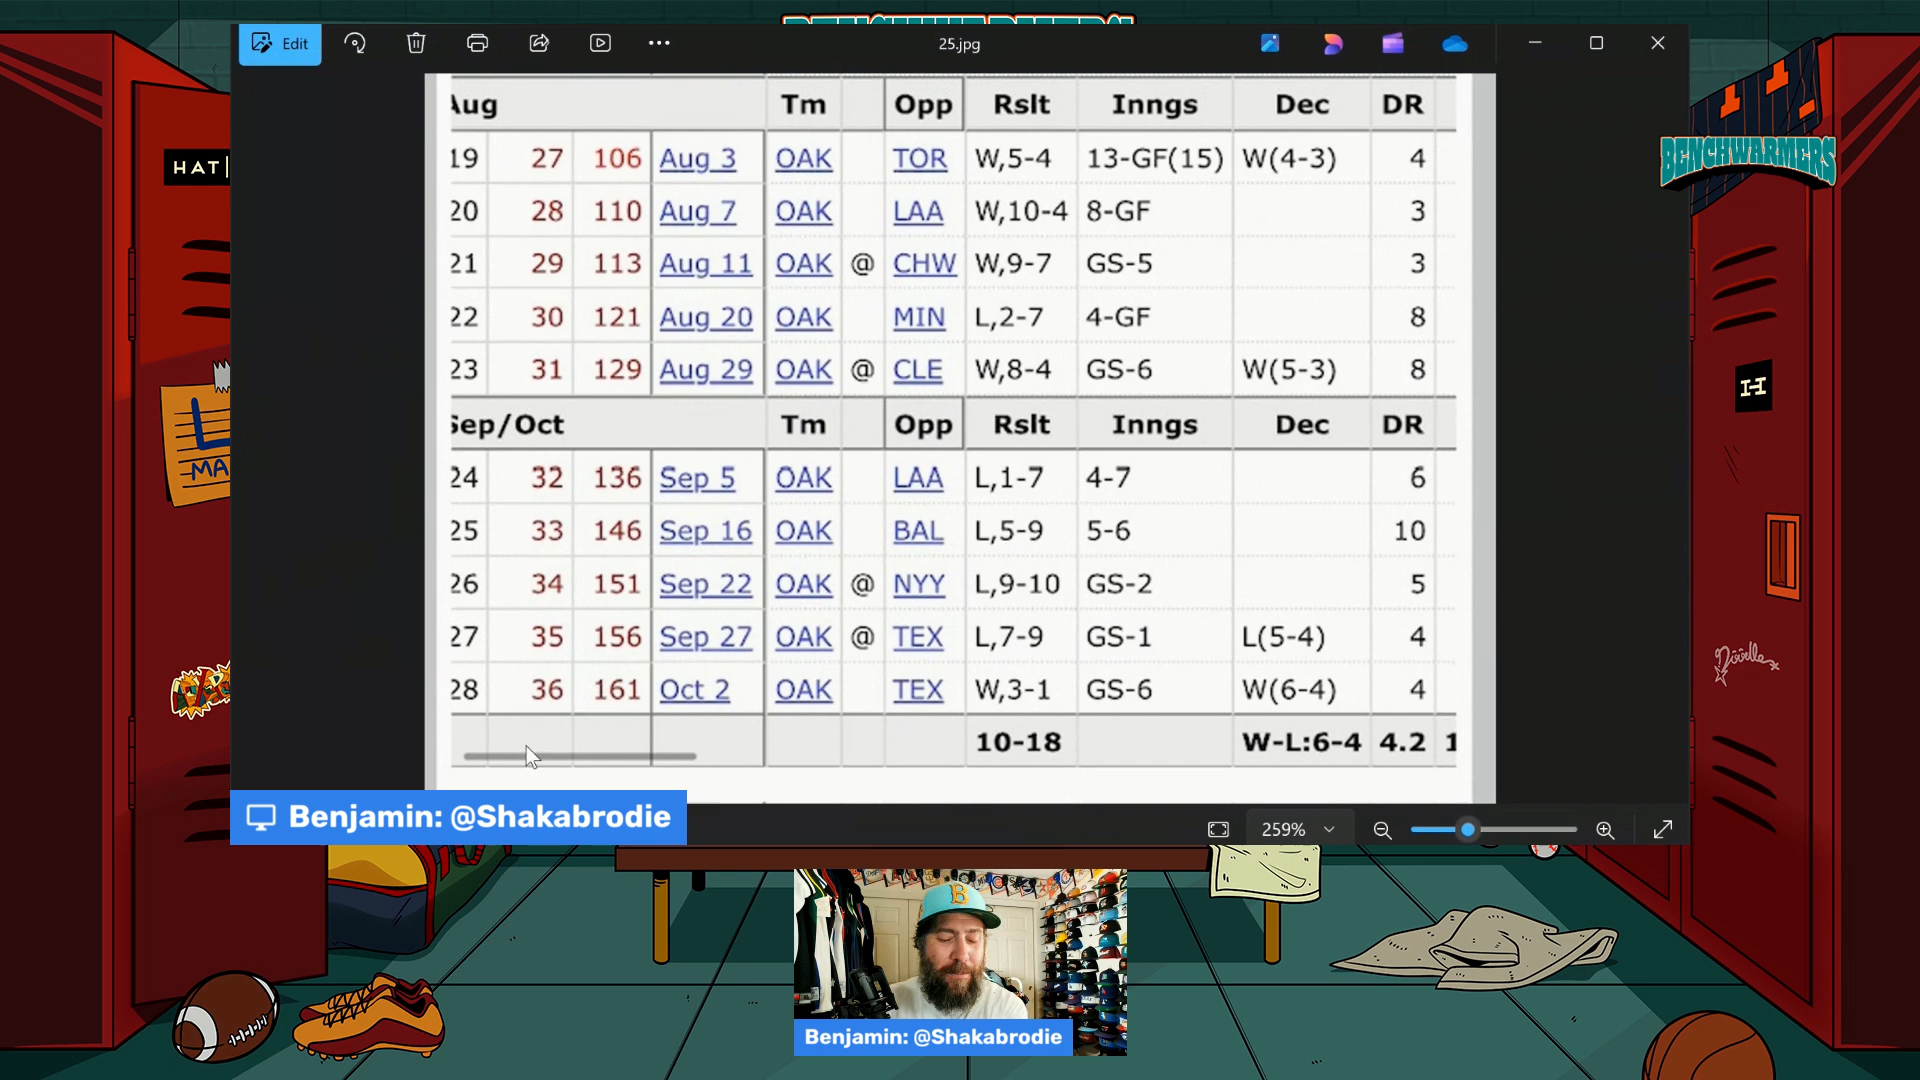 Edit
25.jpg
HAT
BENCHWARMERS
Aug Tm Opp Rslt Inngs Dec DR
19 27 106 Aug 3 OAK TOR W,5-4 13-GF(15) W(4-3) 4
20 28 110 Aug 7 OAK LAA W,10-4 8-GF 3
21 29 113 Aug 11 OAK @ CHW W,9-7 GS-5 3
22 30 121 Aug 20 OAK MIN L,2-7 4-GF 8
23 31 129 Aug 29 OAK @ CLE W,8-4 GS-6 W(5-3) 8
Sep/Oct Tm Opp Rslt Inngs Dec DR
24 32 136 Sep 5 OAK LAA L,1-7 4-7 6
25 33 146 Sep 16 OAK BAL L,5-9 5-6 10
26 34 151 Sep 22 OAK @ NYY L,9-10 GS-2 5
27 35 156 Sep 27 OAK @ TEX L,7-9 GS-1 L(5-4) 4
28 36 161 Oct 2 OAK TEX W,3-1 GS-6 W(6-4) 4
10-18 W-L:6-4 4.2 1
MA
H
Benjamin: @Shakabrodie
259%
B
Benjamin: @Shakabrodie